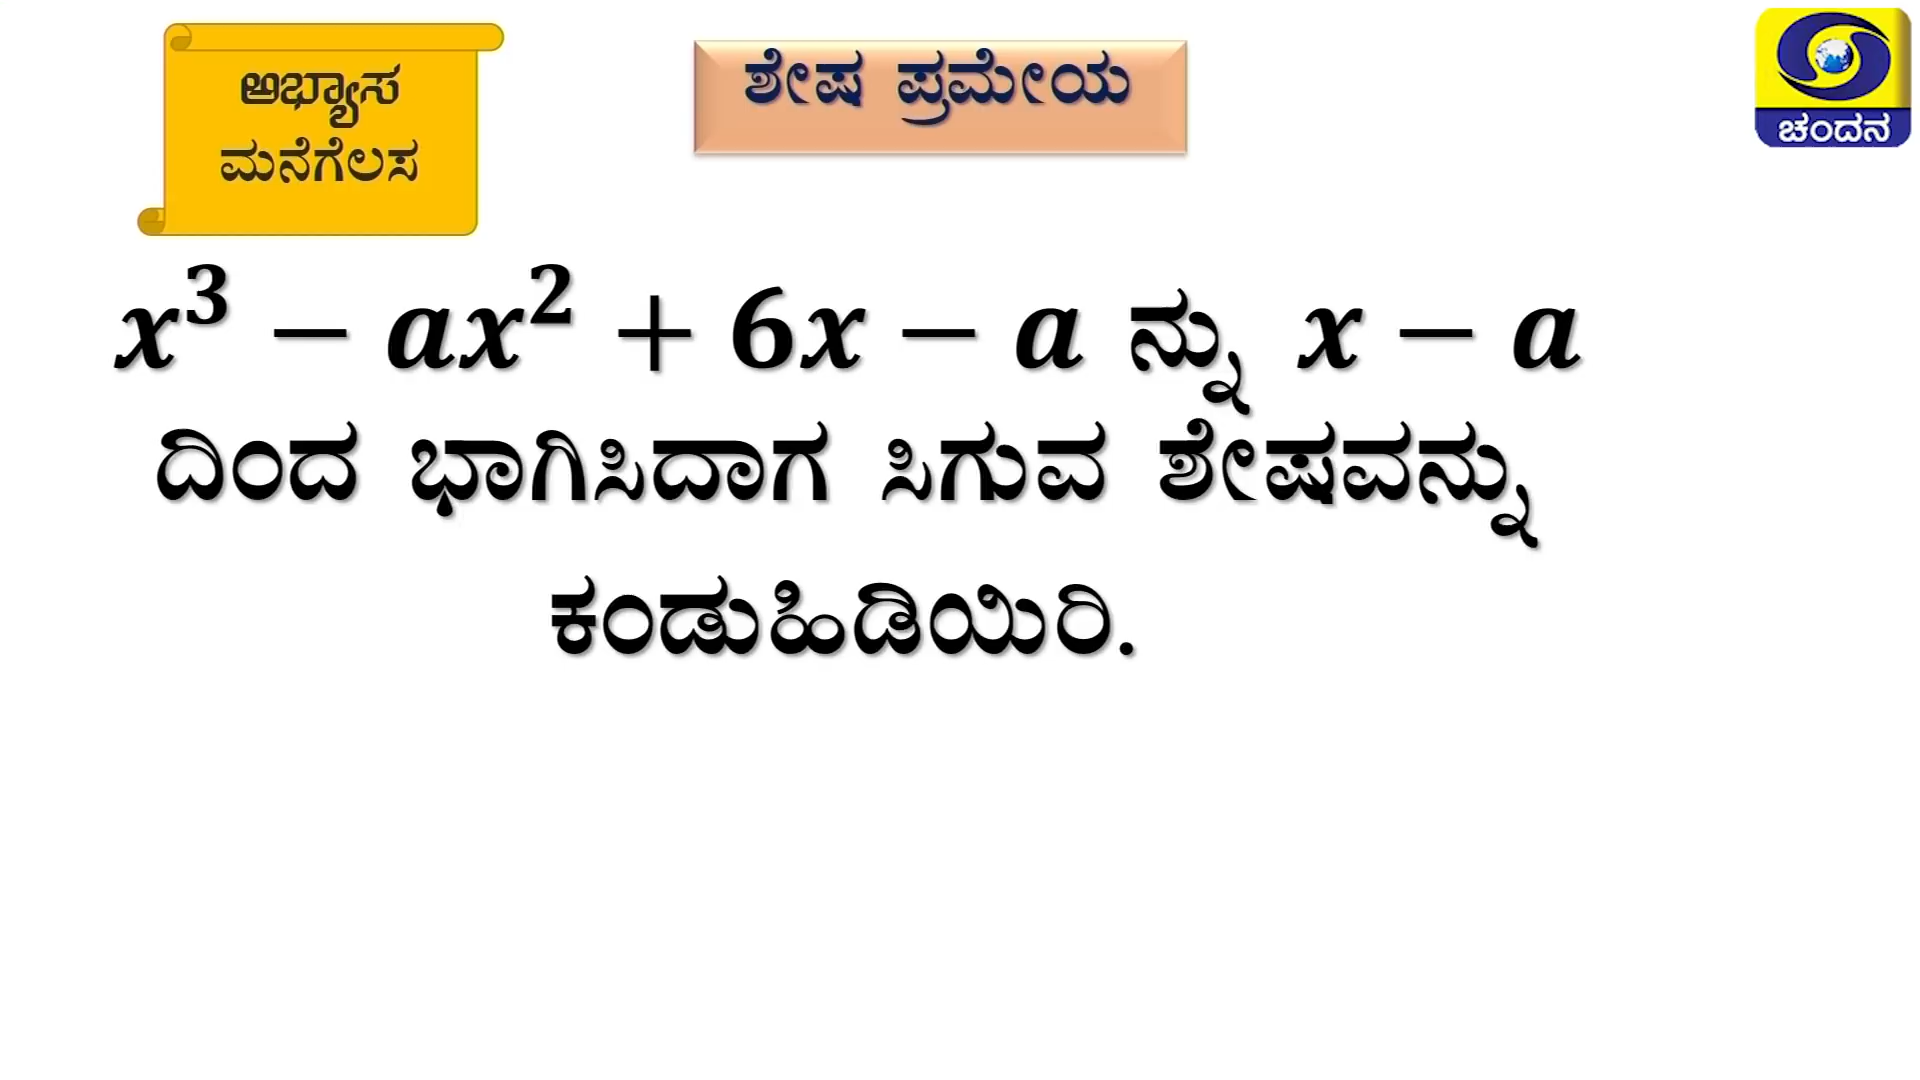 ಅಭ್ಯಾಸ
ಮನೆಗೆಲಸ
ಶೇಷ ಪ್ರಮೇಯ
ಚಂದನ
x³ − ax² + 6x − a ನ್ನು x − a
ದಿಂದ ಭಾಗಿಸಿದಾಗ ಸಿಗುವ ಶೇಷವನ್ನು
ಕಂಡುಹಿಡಿಯಿರಿ.